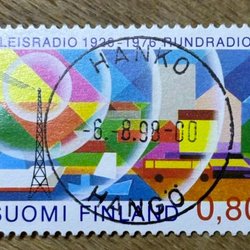 LEISRADIO 1926-1976 RUNDRADIO
HANKO
-6.-8.98-00
HANGÖ
SUOMI FINLAND
0,80